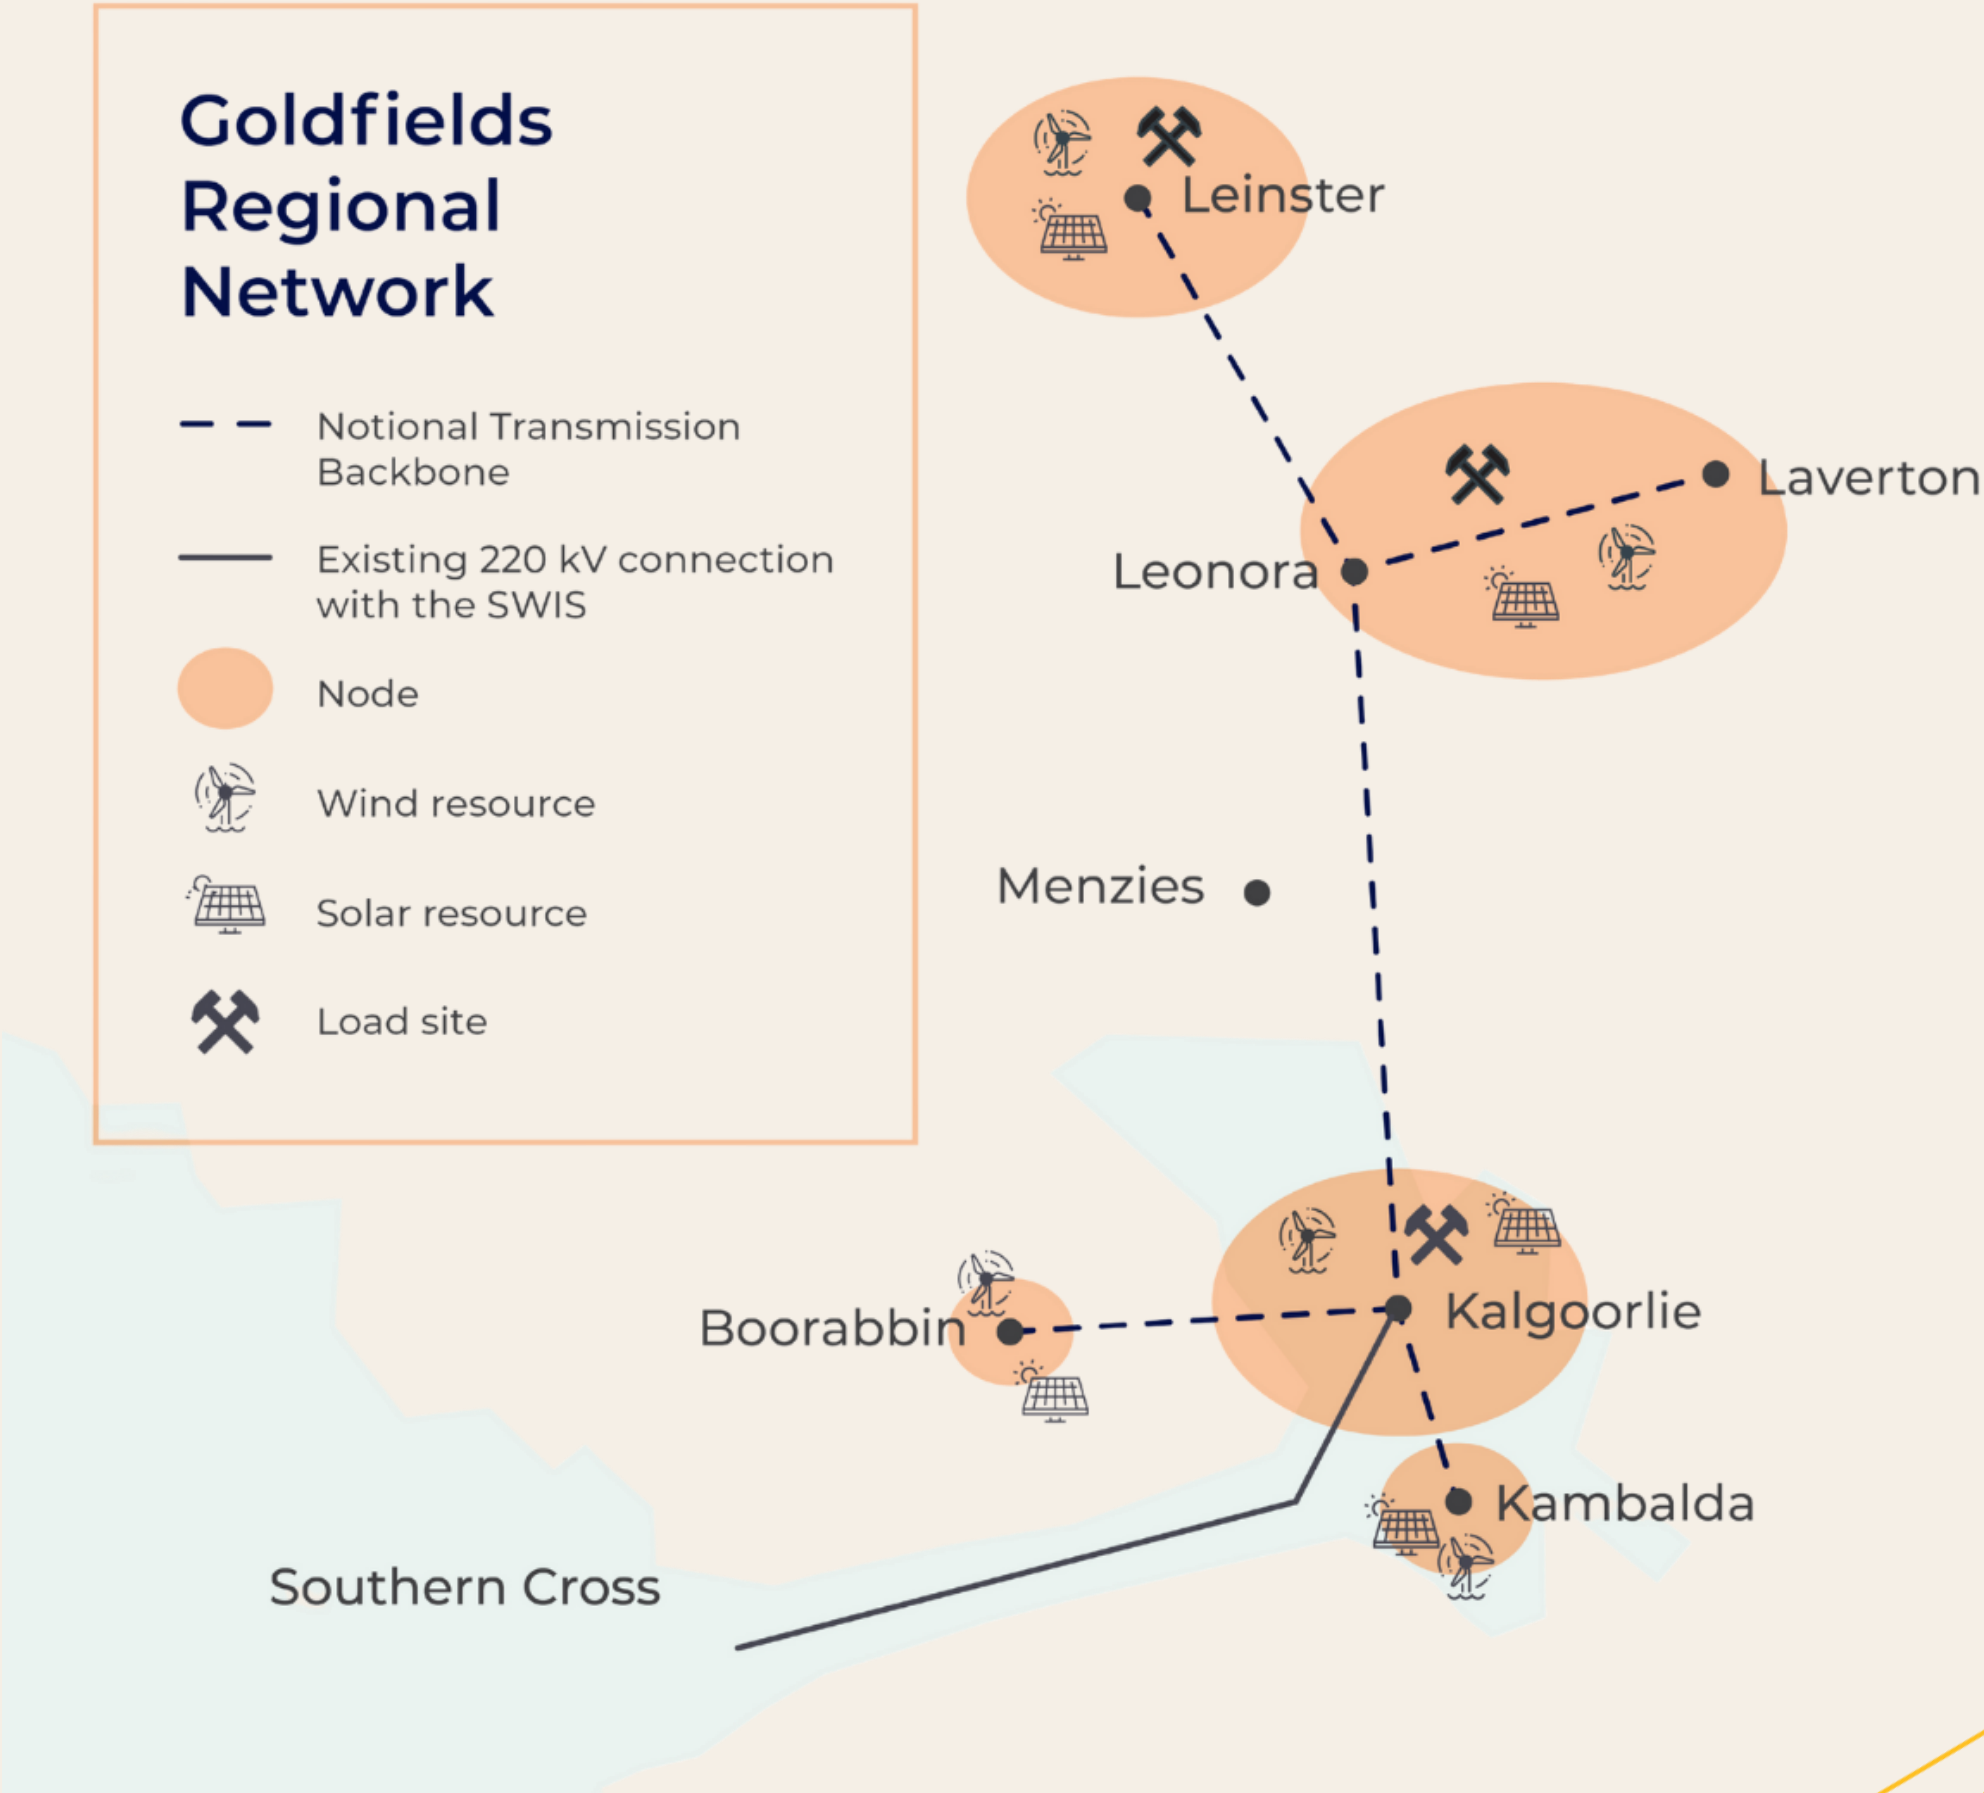 Goldfields
Regional
Network
Notional Transmission
Backbone
Existing 220 kV connection
with the SWIS
Node
Wind resource
Solar resource
Load site
Leinster
Laverton
Leonora
Menzies
Boorabbin
Kalgoorlie
Kambalda
Southern Cross